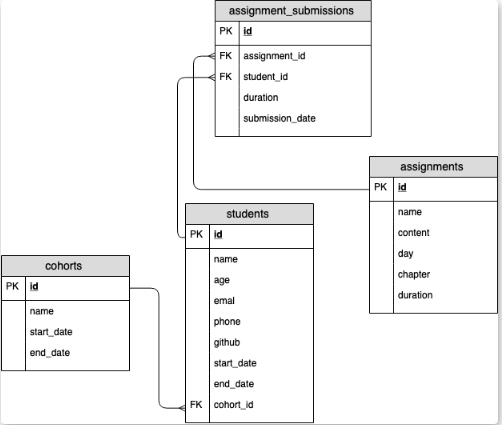 assignment_submissions
PK id
FK assignment_id
FK student_id
duration
submission_date
assignments
PK id
name
content
day
chapter
duration
students
PK id
name
age
emal
phone
github
start_date
end_date
FK cohort_id
cohorts
PK id
name
start_date
end_date